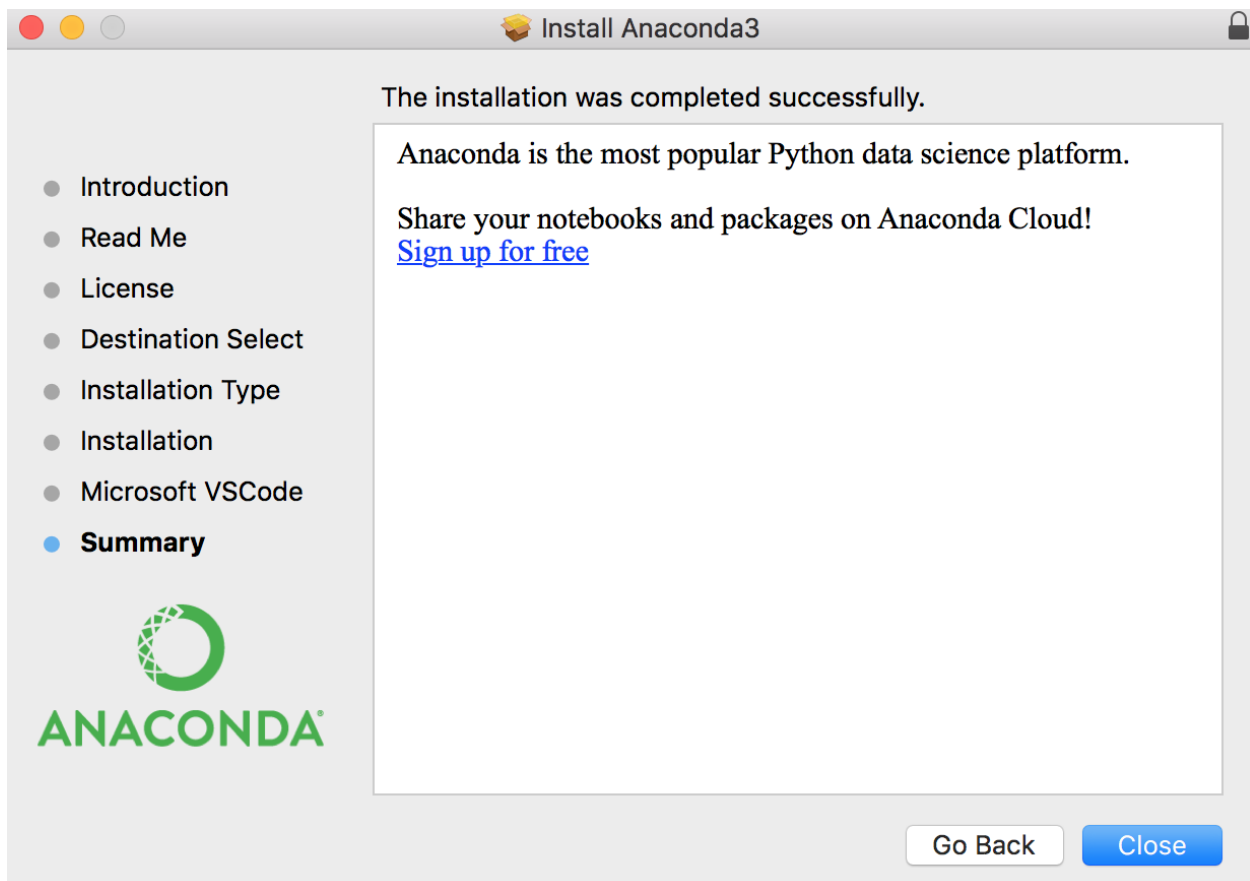 Install Anaconda3
The installation was completed successfully.
Introduction
Read Me
License
Destination Select
Installation Type
Installation
Microsoft VSCode
Summary
ANACONDA®
Anaconda is the most popular Python data science platform.
Share your notebooks and packages on Anaconda Cloud!
Sign up for free
Go Back
Close